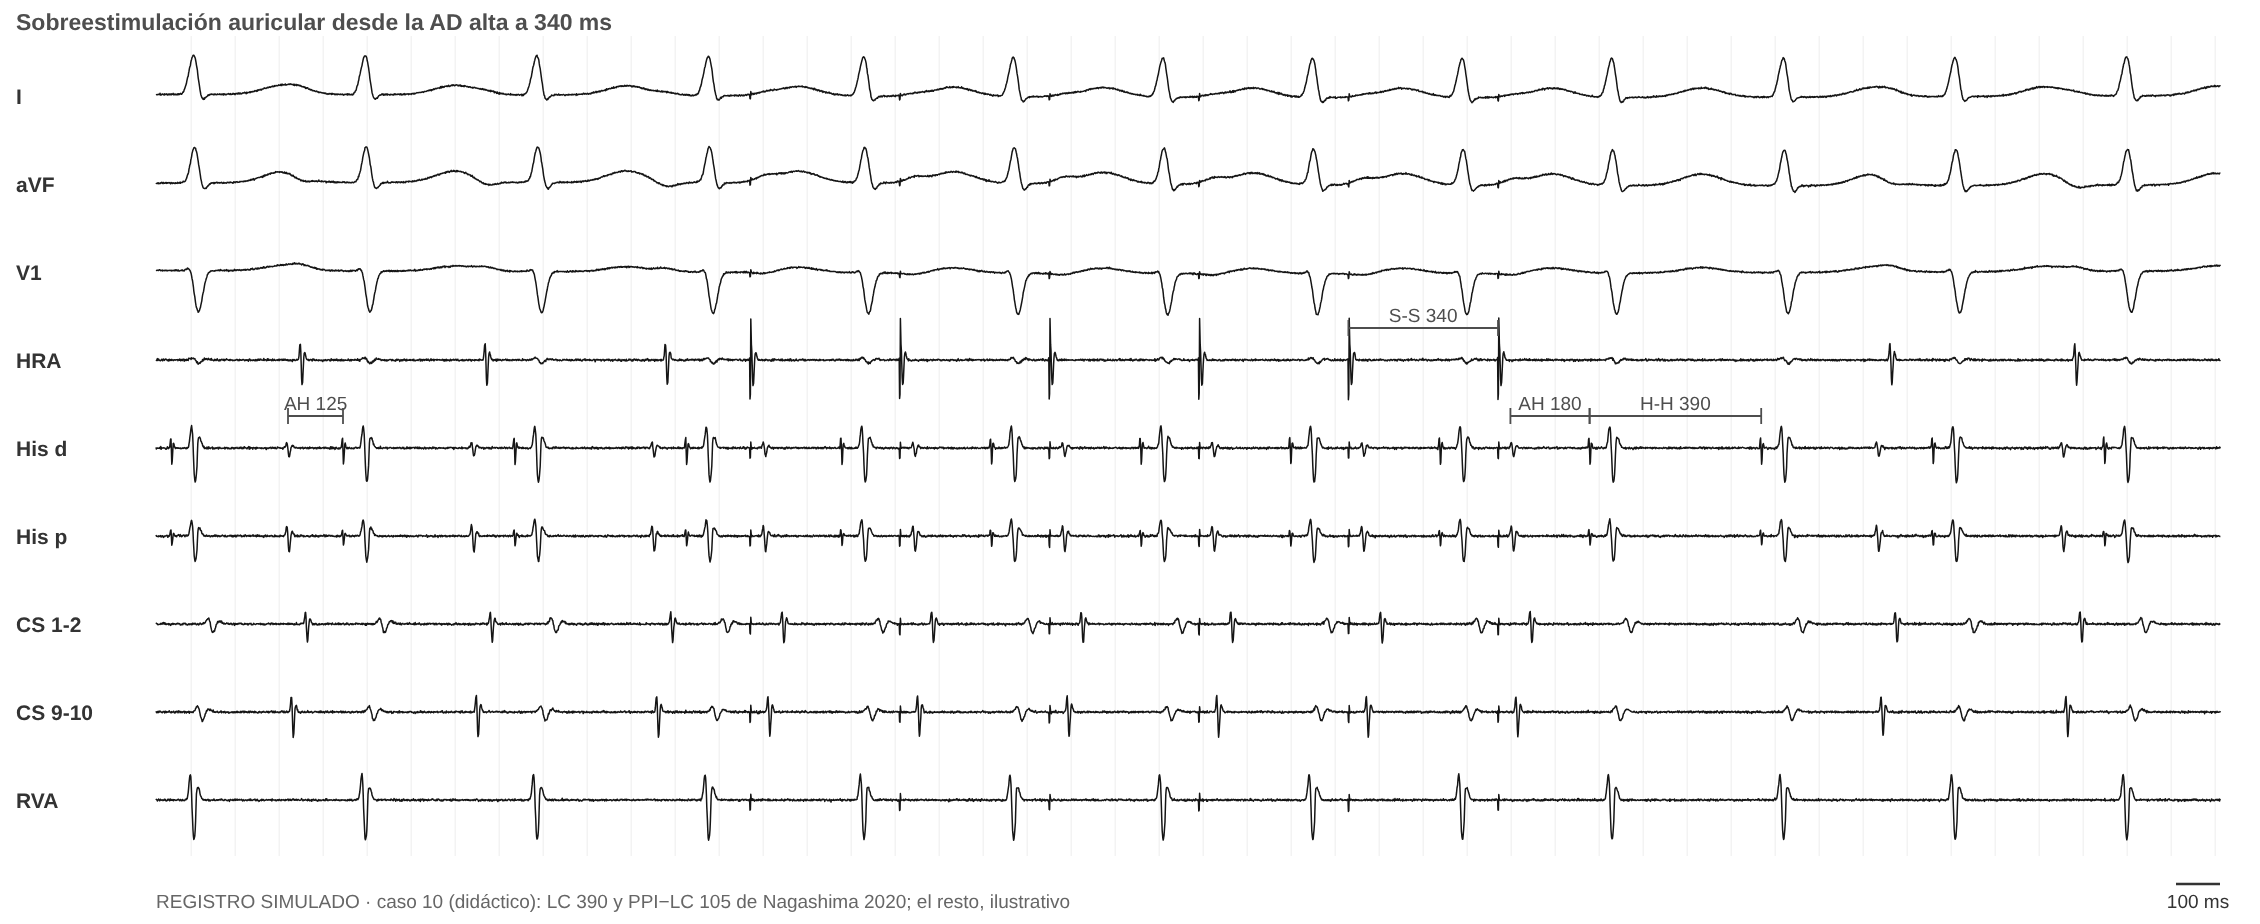 Sobreestimulación auricular desde la AD alta a 340 ms
I
aVF
V1
S-S 340
HRA
AH 125
AH 180
H-H 390
His d
His p
CS 1-2
CS 9-10
RVA
REGISTRO SIMULADO · caso 10 (didáctico): LC 390 y PPI−LC 105 de Nagashima 2020; el resto, ilustrativo
100 ms